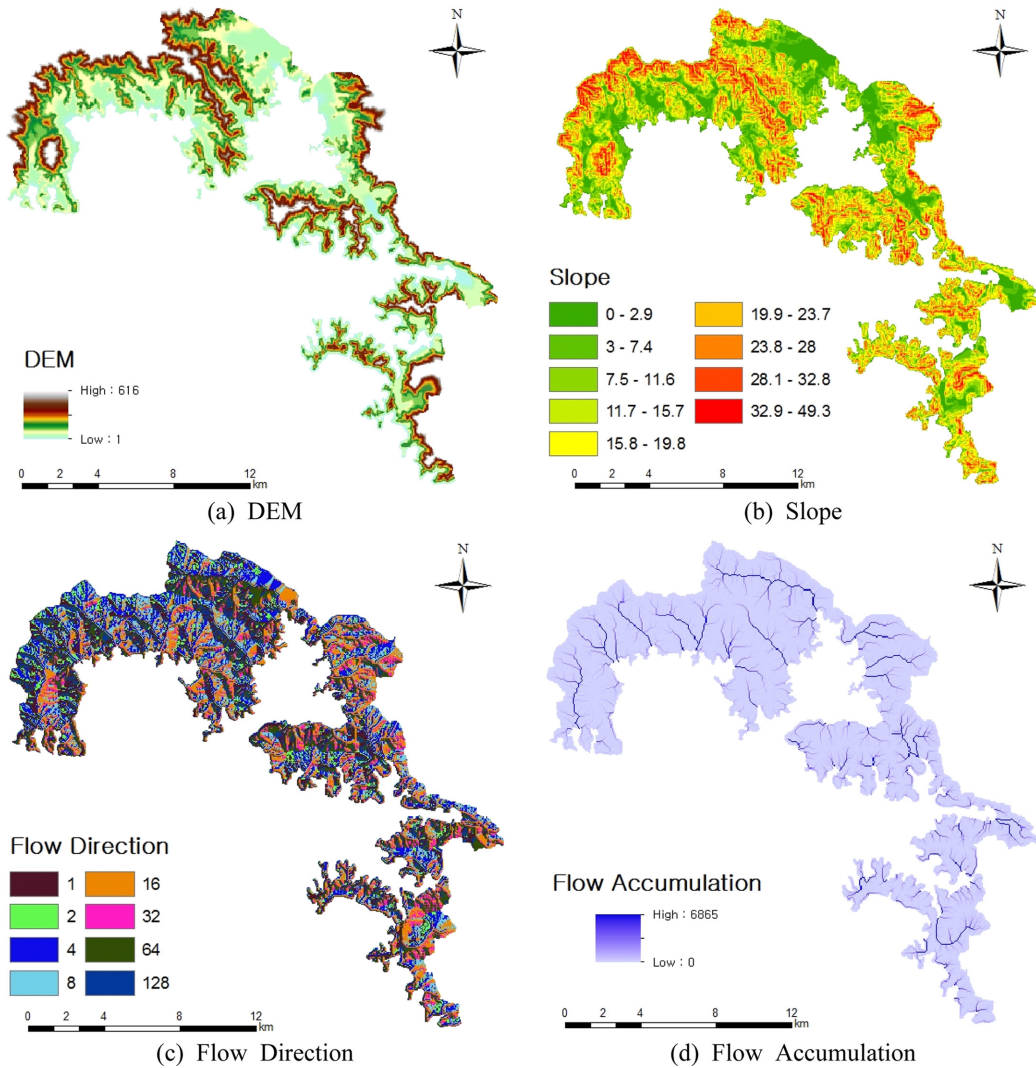 N
DEM
High : 616
Low : 1
0 2 4 8 12
km
(a) DEM
N
Slope
0 - 2.9
3 - 7.4
7.5 - 11.6
11.7 - 15.7
15.8 - 19.8
19.9 - 23.7
23.8 - 28
28.1 - 32.8
32.9 - 49.3
0 2 4 8 12
km
(b) Slope
N
Flow Direction
1
2
4
8
16
32
64
128
0 2 4 8 12
km
(c) Flow Direction
N
Flow Accumulation
High : 6865
Low : 0
0 2 4 8 12
km
(d) Flow Accumulation